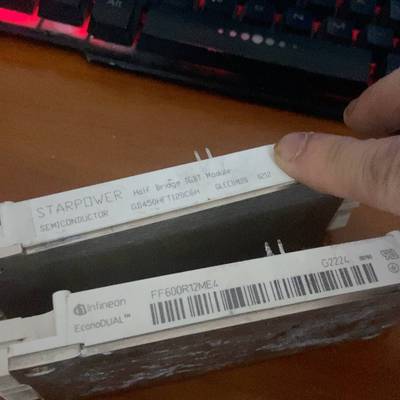 STARPOWER Half Bridge IGBT Module
SEMICONDUCTOR GD450HFT120C6H
infineon FF600R12ME4 G2224
EconoDUAL™